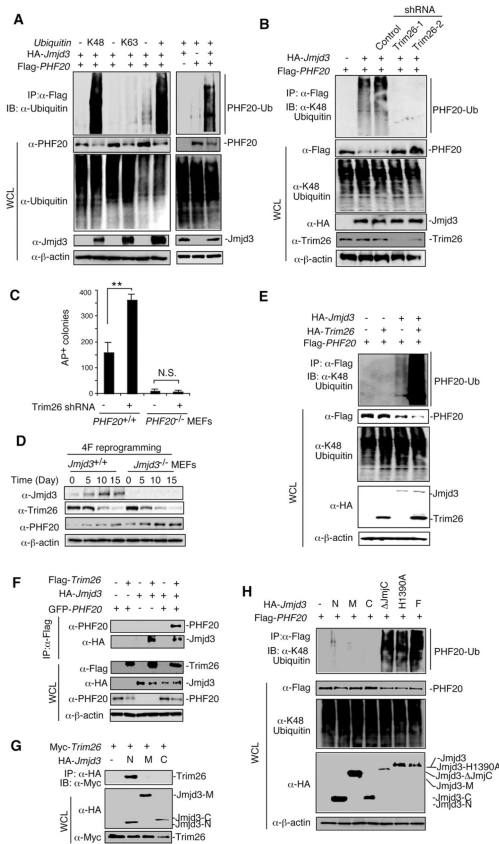 A
Ubiquitin - K48 - K63 - + - - +
HA-Jmjd3 - + - + - + + - +
Flag-PHF20 + + + + + + - + +
IP:α-Flag
IB: α-Ubiquitin
PHF20-Ub
α-PHF20
-PHF20
α-Ubiquitin
α-Jmjd3
-Jmjd3
α-β-actin
WCL
B
shRNA
Control
Trim26-1
Trim26-2
HA-Jmjd3 - + + + +
Flag-PHF20 + + + + +
IP: α-Flag
IB: α-K48
Ubiquitin
PHF20-Ub
α-Flag
-PHF20
α-K48
Ubiquitin
α-HA
-Jmjd3
α-Trim26
-Trim26
α-β-actin
WCL
C
AP+ colonies
400
300
200
100
0
**
N.S.
Trim26 shRNA - + - +
PHF20+/+ PHF20-/- MEFs
D
4F reprogramming
Jmjd3+/+ Jmjd3-/- MEFs
Time (Day) 0 5 10 15 0 5 10 15
α-Jmjd3
α-Trim26
α-PHF20
α-β-actin
E
HA-Jmjd3 - - + +
HA-Trim26 - + - +
Flag-PHF20 + + + +
IP: α-Flag
IB: α-K48
Ubiquitin
PHF20-Ub
α-Flag
-PHF20
α-K48
Ubiquitin
α-HA
Jmjd3
-Trim26
α-β-actin
WCL
F
Flag-Trim26 - + - + - +
HA-Jmjd3 - - + + + +
GFP-PHF20 + + - - + +
IP:α-Flag
α-PHF20
-PHF20
α-HA
-Jmjd3
α-Flag
-Trim26
α-HA
-Jmjd3
α-PHF20
-PHF20
α-β-actin
WCL
G
Myc-Trim26 + + + +
HA-Jmjd3 - N M C
IP: α-HA
IB: α-Myc
-Trim26
α-HA
-Jmjd3-M
Jmjd3-C
Jmjd3-N
α-Myc
-Trim26
WCL
H
HA-Jmjd3 - N M C ΔJmjC H1390A F
Flag-PHF20 + + + + + + +
IP:α-Flag
IB: α-K48
Ubiquitin
PHF20-Ub
α-Flag
-PHF20
α-K48
Ubiquitin
α-HA
-Jmjd3
Jmjd3-H1390A
Jmjd3-ΔJmjC
Jmjd3-M
Jmjd3-C
Jmjd3-N
α-β-actin
WCL